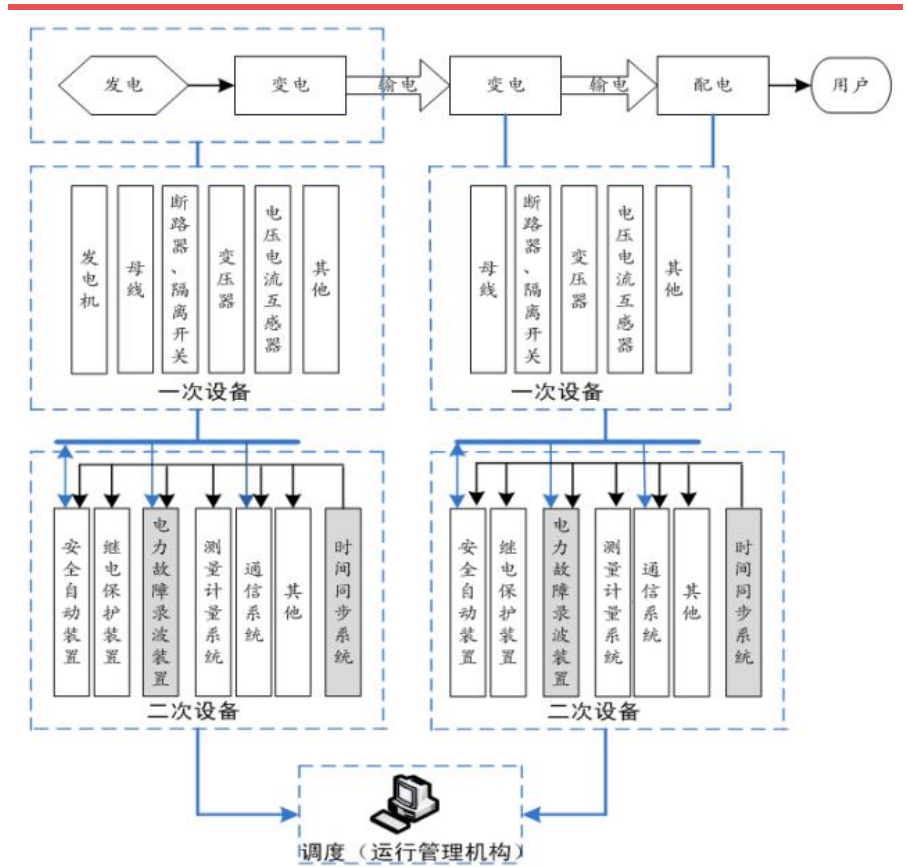 发电
变电
输电
变电
输电
配电
用户
发电机
母线
断路器、隔离开关
变压器
电压电流互感器
其他
一次设备
母线
断路器、隔离开关
变压器
电压电流互感器
其他
一次设备
安全自动装置
继电保护装置
电力故障录波装置
测量计量系统
通信系统
其他
时间同步系统
二次设备
安全自动装置
继电保护装置
电力故障录波装置
测量计量系统
通信系统
其他
时间同步系统
二次设备
调度（运行管理机构）